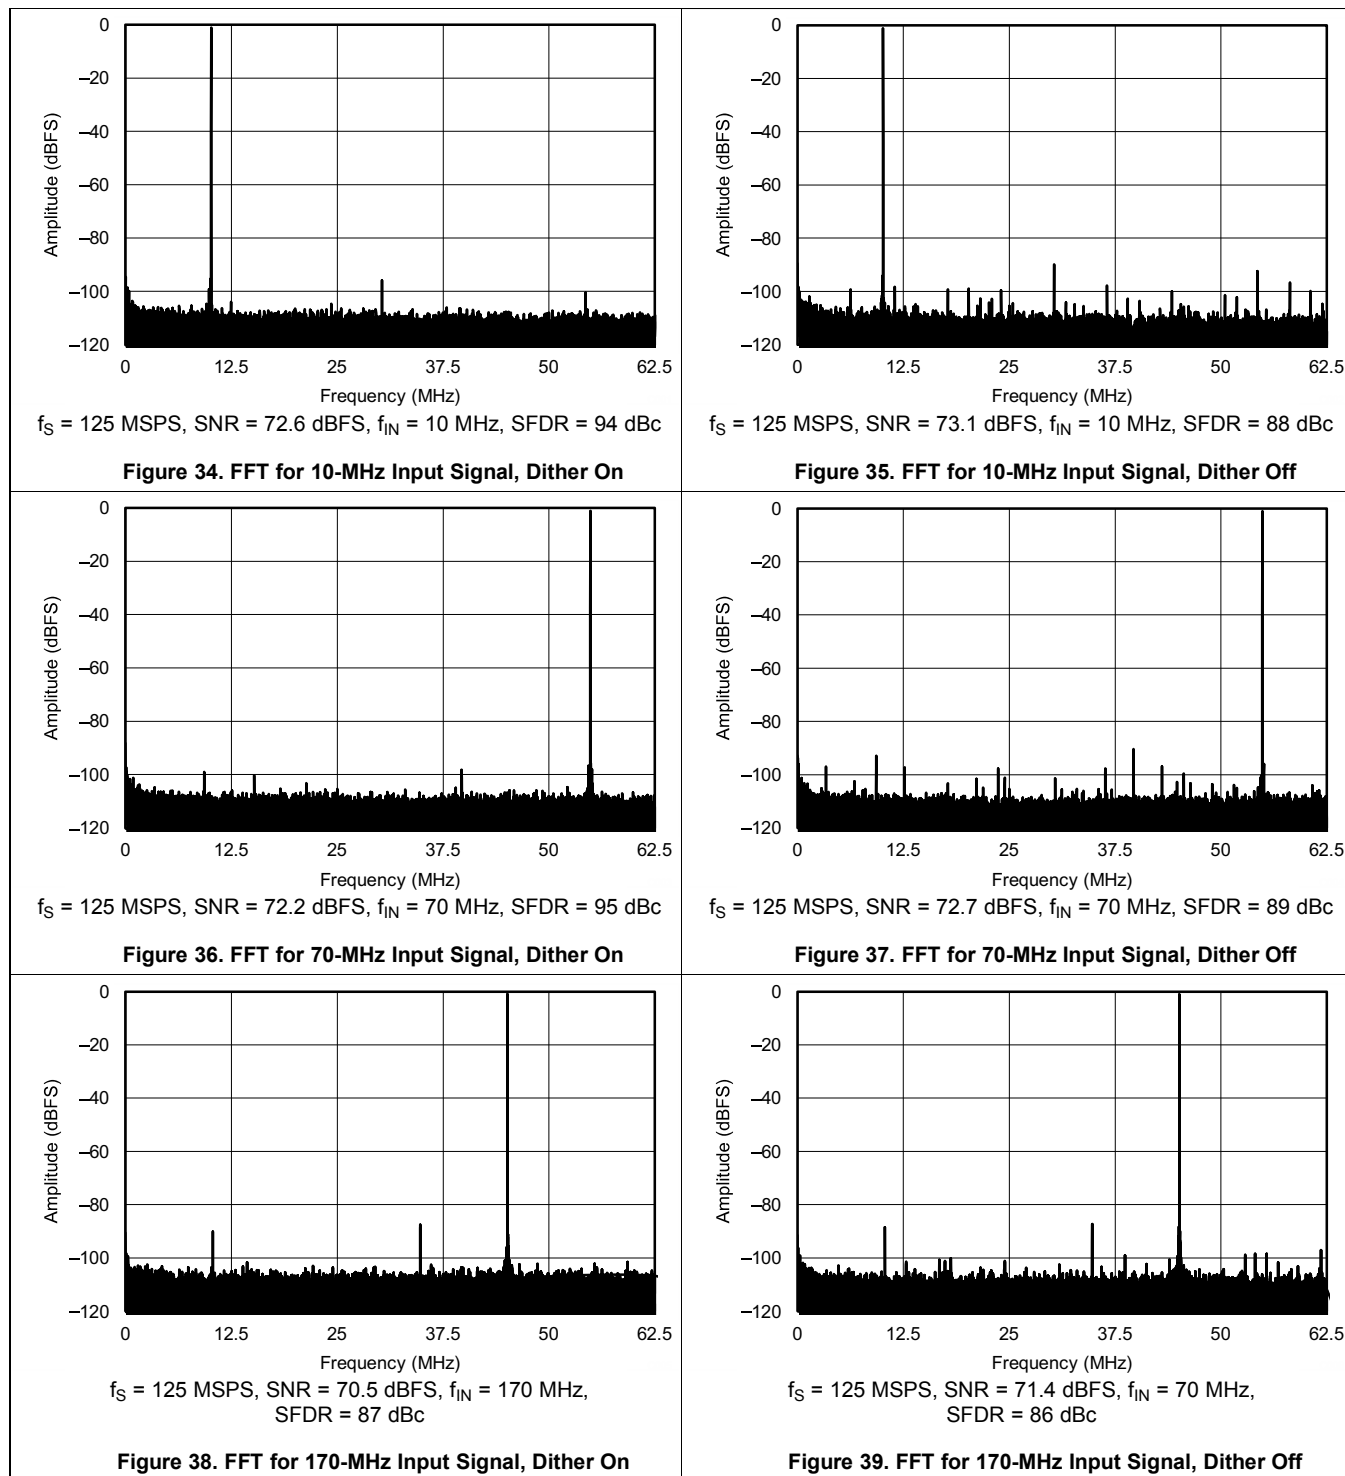 0
–20
–40
–60
–80
–100
–120
Amplitude (dBFS)
0 12.5 25 37.5 50 62.5
Frequency (MHz)
fS = 125 MSPS, SNR = 72.6 dBFS, fIN = 10 MHz, SFDR = 94 dBc
Figure 34. FFT for 10-MHz Input Signal, Dither On
0
–20
–40
–60
–80
–100
–120
Amplitude (dBFS)
0 12.5 25 37.5 50 62.5
Frequency (MHz)
fS = 125 MSPS, SNR = 73.1 dBFS, fIN = 10 MHz, SFDR = 88 dBc
Figure 35. FFT for 10-MHz Input Signal, Dither Off
0
–20
–40
–60
–80
–100
–120
Amplitude (dBFS)
0 12.5 25 37.5 50 62.5
Frequency (MHz)
fS = 125 MSPS, SNR = 72.2 dBFS, fIN = 70 MHz, SFDR = 95 dBc
Figure 36. FFT for 70-MHz Input Signal, Dither On
0
–20
–40
–60
–80
–100
–120
Amplitude (dBFS)
0 12.5 25 37.5 50 62.5
Frequency (MHz)
fS = 125 MSPS, SNR = 72.7 dBFS, fIN = 70 MHz, SFDR = 89 dBc
Figure 37. FFT for 70-MHz Input Signal, Dither Off
0
–20
–40
–60
–80
–100
–120
Amplitude (dBFS)
0 12.5 25 37.5 50 62.5
Frequency (MHz)
fS = 125 MSPS, SNR = 70.5 dBFS, fIN = 170 MHz,
SFDR = 87 dBc
Figure 38. FFT for 170-MHz Input Signal, Dither On
0
–20
–40
–60
–80
–100
–120
Amplitude (dBFS)
0 12.5 25 37.5 50 62.5
Frequency (MHz)
fS = 125 MSPS, SNR = 71.4 dBFS, fIN = 70 MHz,
SFDR = 86 dBc
Figure 39. FFT for 170-MHz Input Signal, Dither Off